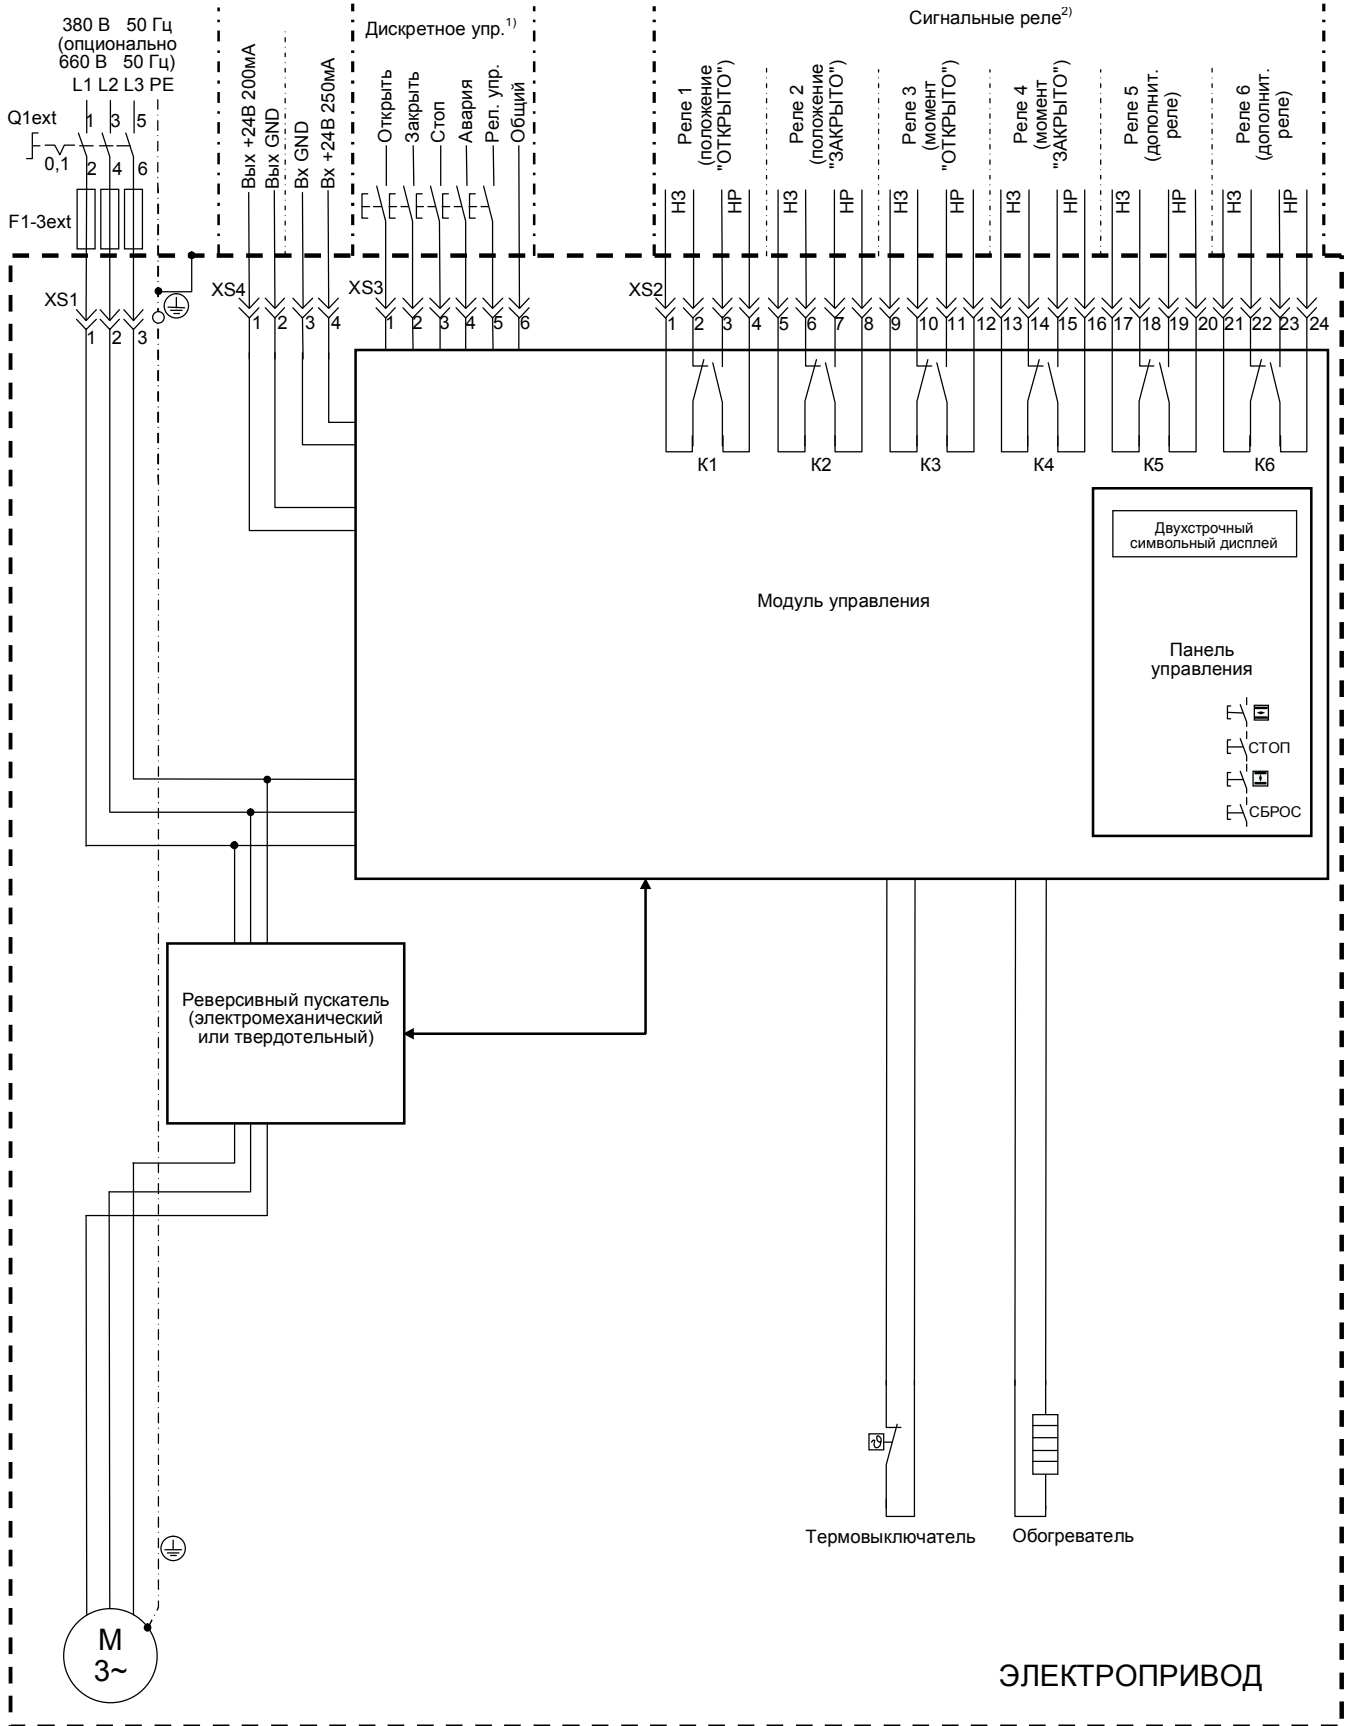 380 В 50 Гц
(опционально
660 В 50 Гц)
L1 L2 L3 PE
Q1ext
1 3 5
0,1
2 4 6
F1-3ext
Вых +24В 200мА
Вых GND
Вх GND
Вх +24В 250мА
Дискретное упр.1)
Открыть
Закрыть
Стоп
Авария
Рел. упр.
Общий
Сигнальные реле2)
Реле 1
(положение
"ОТКРЫТО")
Реле 2
(положение
"ЗАКРЫТО")
Реле 3
(момент
"ОТКРЫТО")
Реле 4
(момент
"ЗАКРЫТО")
Реле 5
(дополнит.
реле)
Реле 6
(дополнит.
реле)
НЗ НР НЗ НР НЗ НР НЗ НР НЗ НР НЗ НР
XS1
1 2 3
XS4
1 2 3 4
XS3
1 2 3 4 5 6
XS2
1 2 3 4 5 6 7 8 9 10 11 12 13 14 15 16 17 18 19 20 21 22 23 24
К1 К2 К3 К4 К5 К6
Двухстрочный
символьный дисплей
Модуль управления
Панель
управления
СТОП
СБРОС
Реверсивный пускатель
(электромеханический
или твердотельный)
ϑ
Термовыключатель
Обогреватель
М
3~
ЭЛЕКТРОПРИВОД